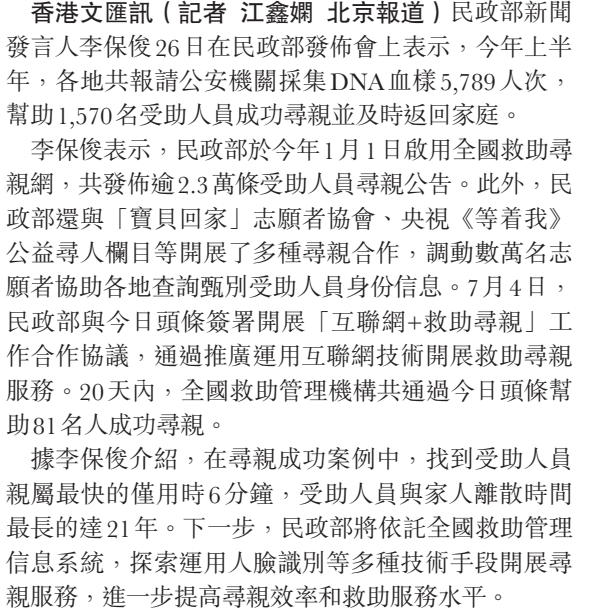 香港文匯訊（記者 江鑫嫻 北京報道）民政部新聞
發言人李保俊26日在民政部發佈會上表示，今年上半
年，各地共報請公安機關採集DNA血樣5,789人次，
幫助1,570名受助人員成功尋親並及時返回家庭。
李保俊表示，民政部於今年1月1日啟用全國救助尋
親網，共發佈逾2.3萬條受助人員尋親公告。此外，民
政部還與「寶貝回家」志願者協會、央視《等着我》
公益尋人欄目等開展了多種尋親合作，調動數萬名志
願者協助各地查詢甄別受助人員身份信息。7月4日，
民政部與今日頭條簽署開展「互聯網+救助尋親」工
作合作協議，通過推廣運用互聯網技術開展救助尋親
服務。20天內，全國救助管理機構共通過今日頭條幫
助81名人成功尋親。
據李保俊介紹，在尋親成功案例中，找到受助人員
親屬最快的僅用時6分鐘，受助人員與家人離散時間
最長的達21年。下一步，民政部將依託全國救助管理
信息系統，探索運用人臉識別等多種技術手段開展尋
親服務，進一步提高尋親效率和救助服務水平。